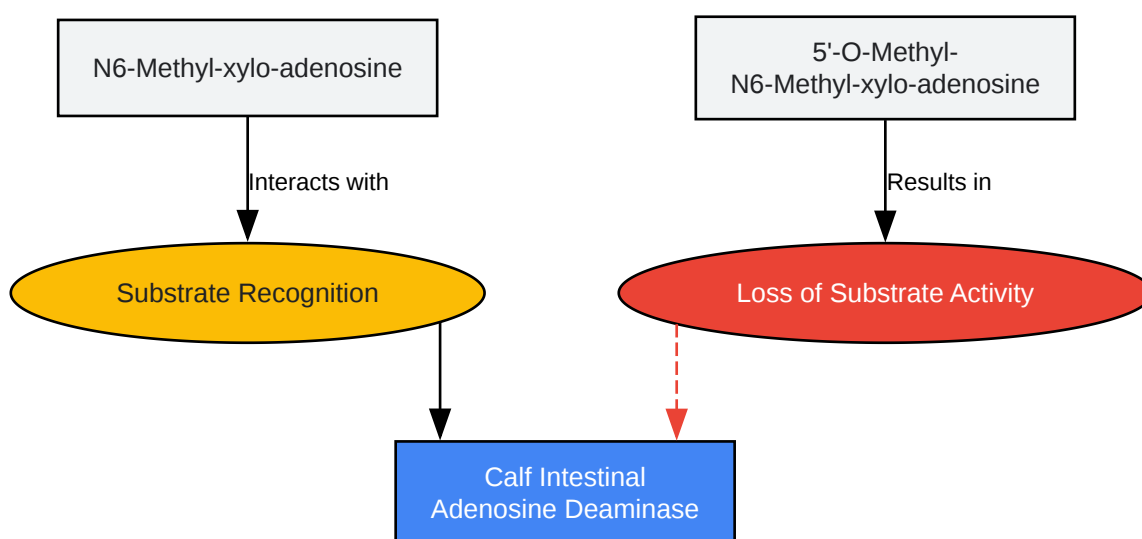 N6-Methyl-xylo-adenosine
5'-O-Methyl-
N6-Methyl-xylo-adenosine
Interacts with
Results in
Substrate Recognition
Loss of Substrate Activity
Calf Intestinal
Adenosine Deaminase